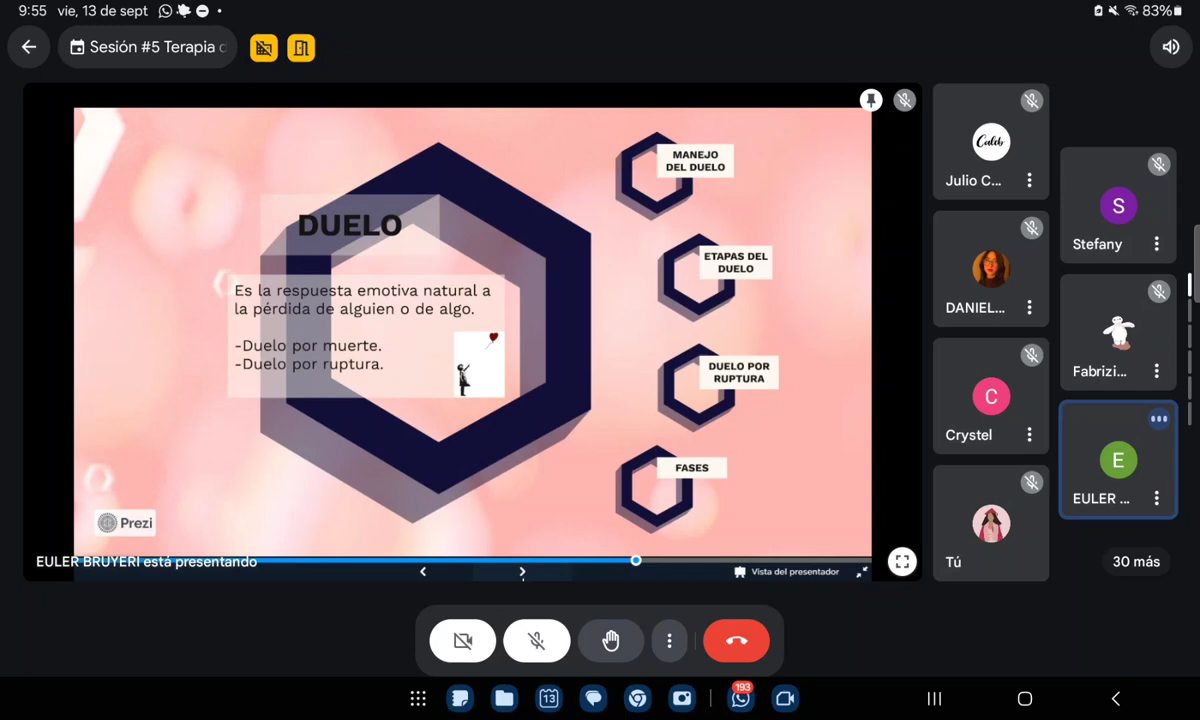 9:55 vie, 13 de sept
83%
Sesión #5 Terapia
DUELO
Es la respuesta emotiva natural a
la pérdida de alguien o de algo.
-Duelo por muerte.
-Duelo por ruptura.
MANEJO
DEL DUELO
ETAPAS DEL
DUELO
DUELO POR
RUPTURA
FASES
Prezi
EULER BRUYERI está presentando
Vista del presentador
Caleb
Julio C...
DANIEL...
C
Crystel
Tú
S
Stefany
Fabrizi...
E
EULER ...
30 más
13
193